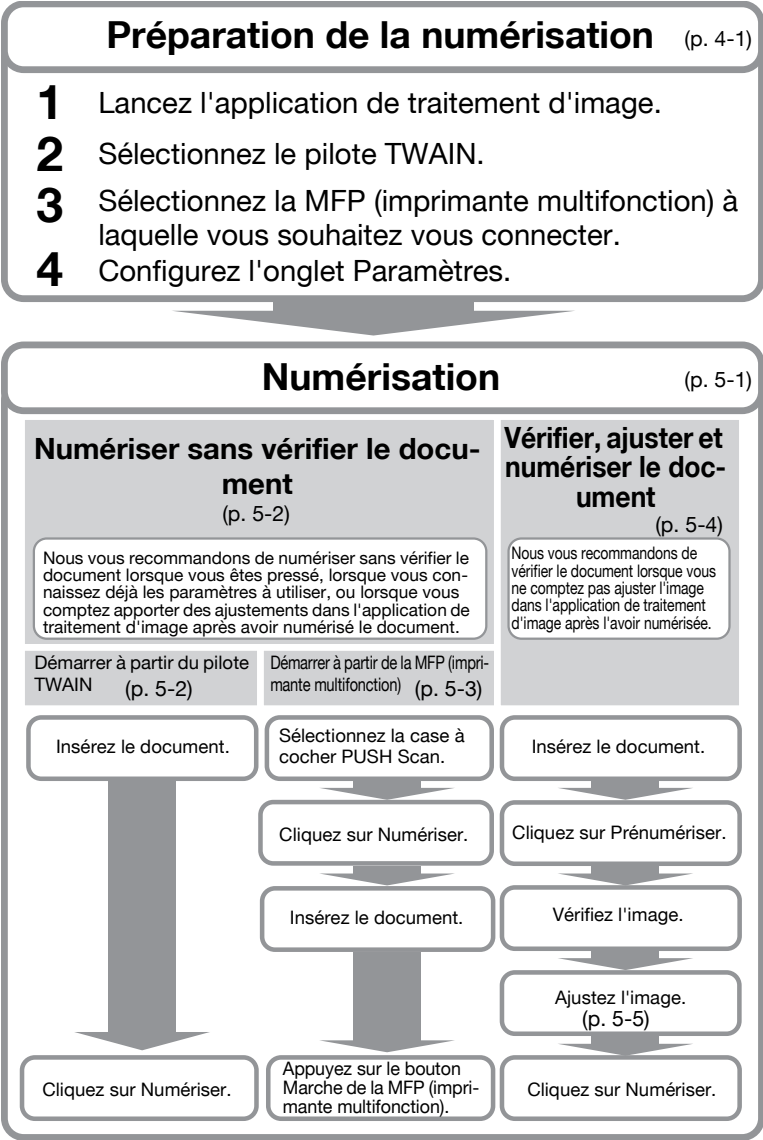 Préparation de la numérisation (p. 4-1)
1 Lancez l'application de traitement d'image.
2 Sélectionnez le pilote TWAIN.
3 Sélectionnez la MFP (imprimante multifonction) à
laquelle vous souhaitez vous connecter.
4 Configurez l'onglet Paramètres.
Numérisation (p. 5-1)
Numériser sans vérifier le docu-
ment
(p. 5-2)
Nous vous recommandons de numériser sans vérifier le
document lorsque vous êtes pressé, lorsque vous con-
naissez déjà les paramètres à utiliser, ou lorsque vous
comptez apporter des ajustements dans l'application de
traitement d'image après avoir numérisé le document.
Démarrer à partir du pilote
TWAIN (p. 5-2)
Insérez le document.
Cliquez sur Numériser.
Démarrer à partir de la MFP (impri-
mante multifonction) (p. 5-3)
Sélectionnez la case à
cocher PUSH Scan.
Cliquez sur Numériser.
Insérez le document.
Appuyez sur le bouton
Marche de la MFP (impri-
mante multifonction).
Vérifier, ajuster et
numériser le doc-
ument
(p. 5-4)
Nous vous recommandons de
vérifier le document lorsque vous
ne comptez pas ajuster l'image
dans l'application de traitement
d'image après l'avoir numérisée.
Insérez le document.
Cliquez sur Prénumériser.
Vérifiez l'image.
Ajustez l'image.
(p. 5-5)
Cliquez sur Numériser.